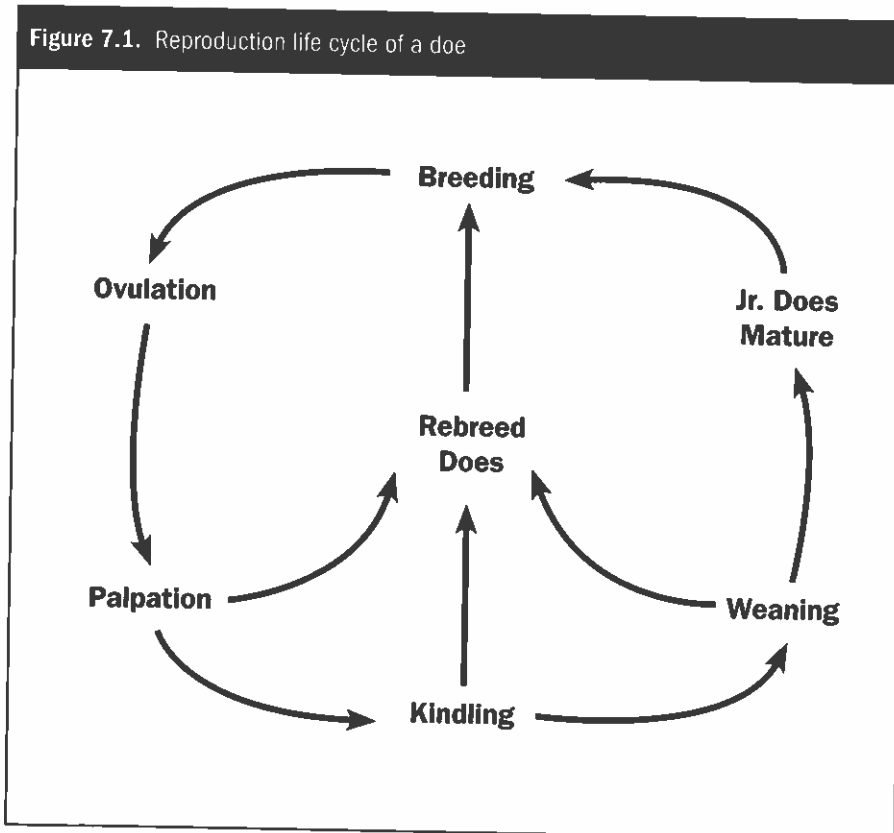 Figure 7.1. Reproduction life cycle of a doe
Breeding
Ovulation
Jr. Does
Mature
Rebreed
Does
Palpation
Weaning
Kindling